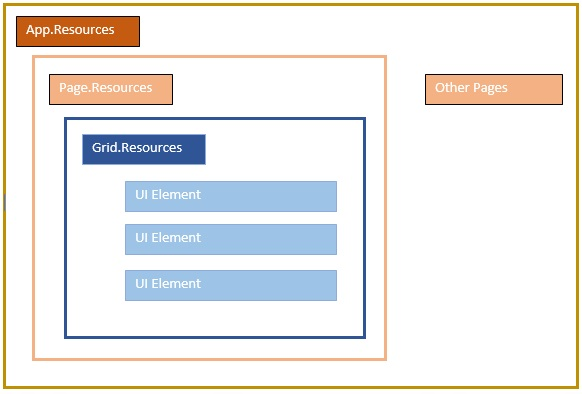 App.Resources
Page.Resources
Other Pages
Grid.Resources
UI Element
UI Element
UI Element